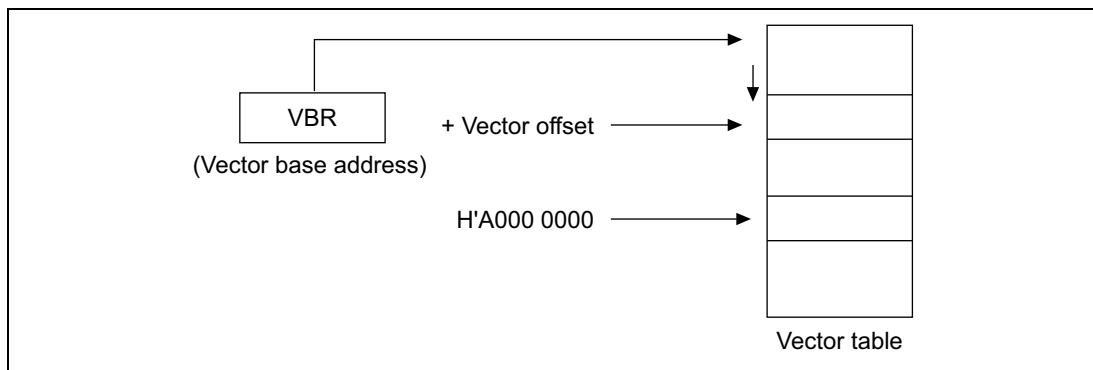 VBR
(Vector base address)
+ Vector offset
H'A000 0000
Vector table